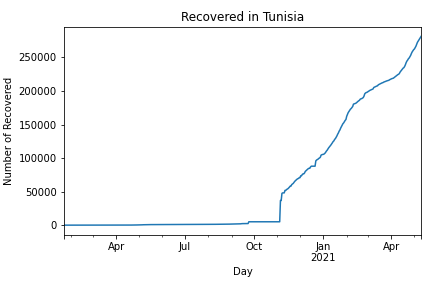 Recovered in Tunisia
Number of Recovered
250000
200000
150000
100000
50000
0
Apr
Jul
Oct
Jan
2021
Apr
Day